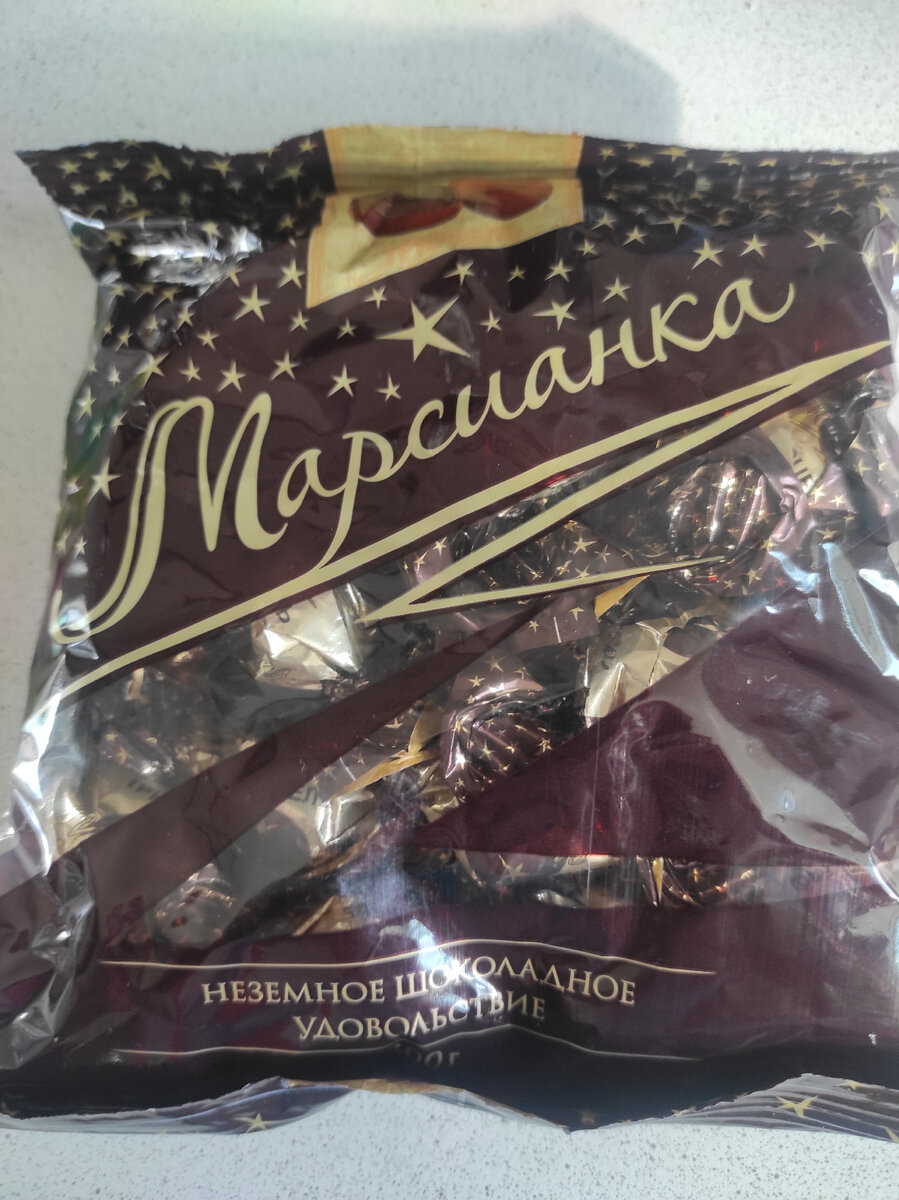 Марсианка
НЕЗЕМНОЕ ШОКОЛАДНОЕ
УДОВОЛЬСТВИЕ